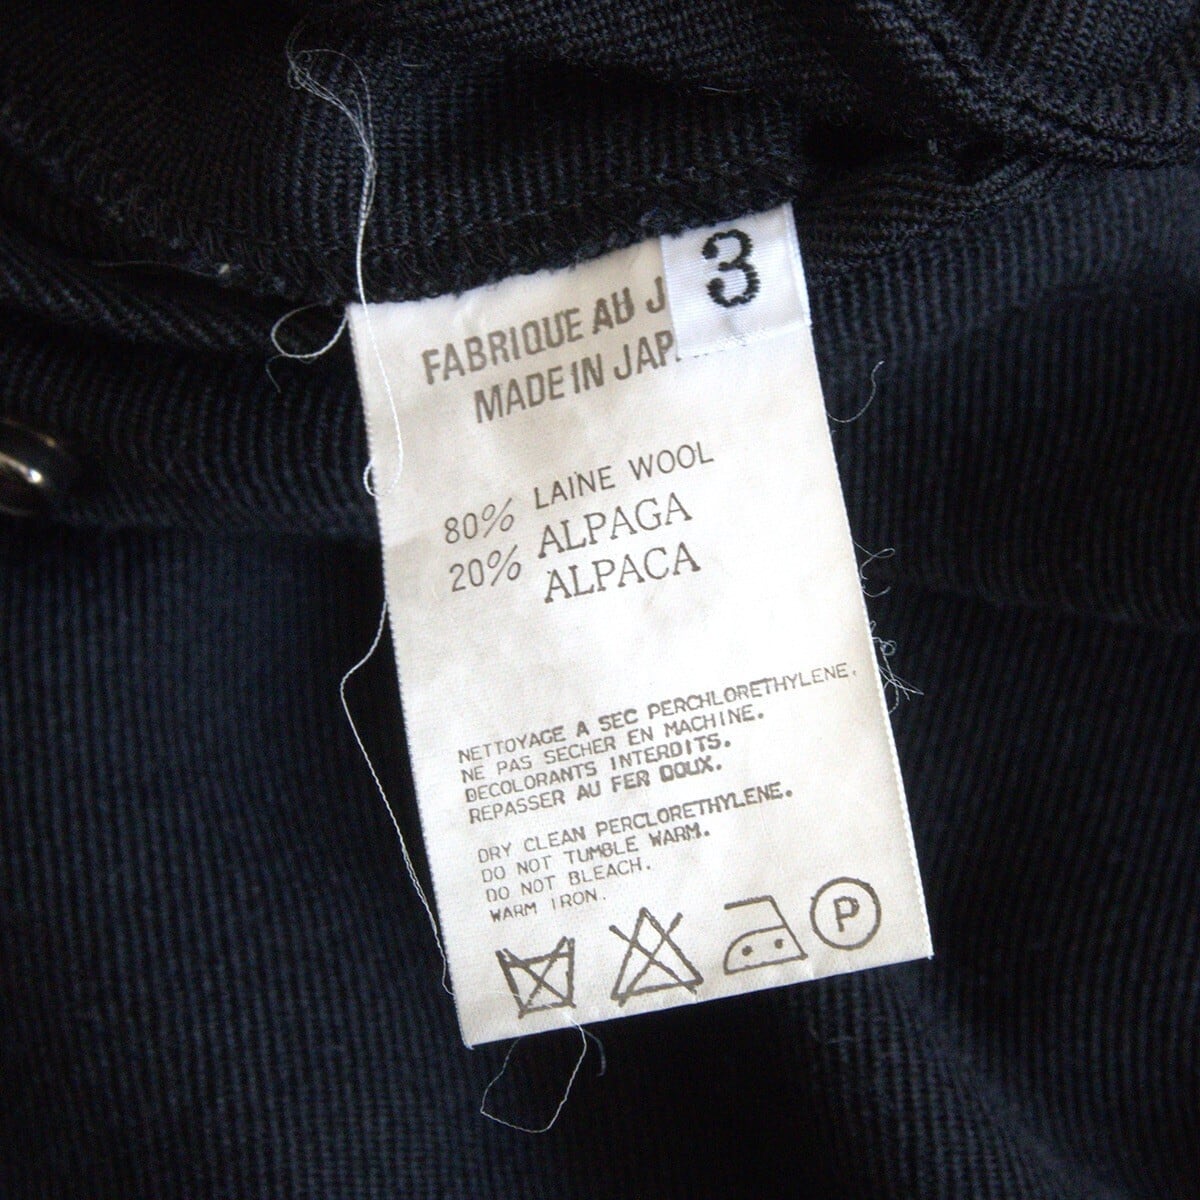 3
FABRIQUE AU J
MADE IN JAPA
80% LAINE WOOL
20% ALPAGA
ALPACA
NETTOYAGE A SEC PERCHLORETHYLENE.
NE PAS SECHER EN MACHINE.
DECOLORANTS INTERDITS.
REPASSER AU FER DOUX.
DRY CLEAN PERCLORETHYLENE.
DO NOT TUMBLE WARM.
DO NOT BLEACH.
WARM IRON.
P